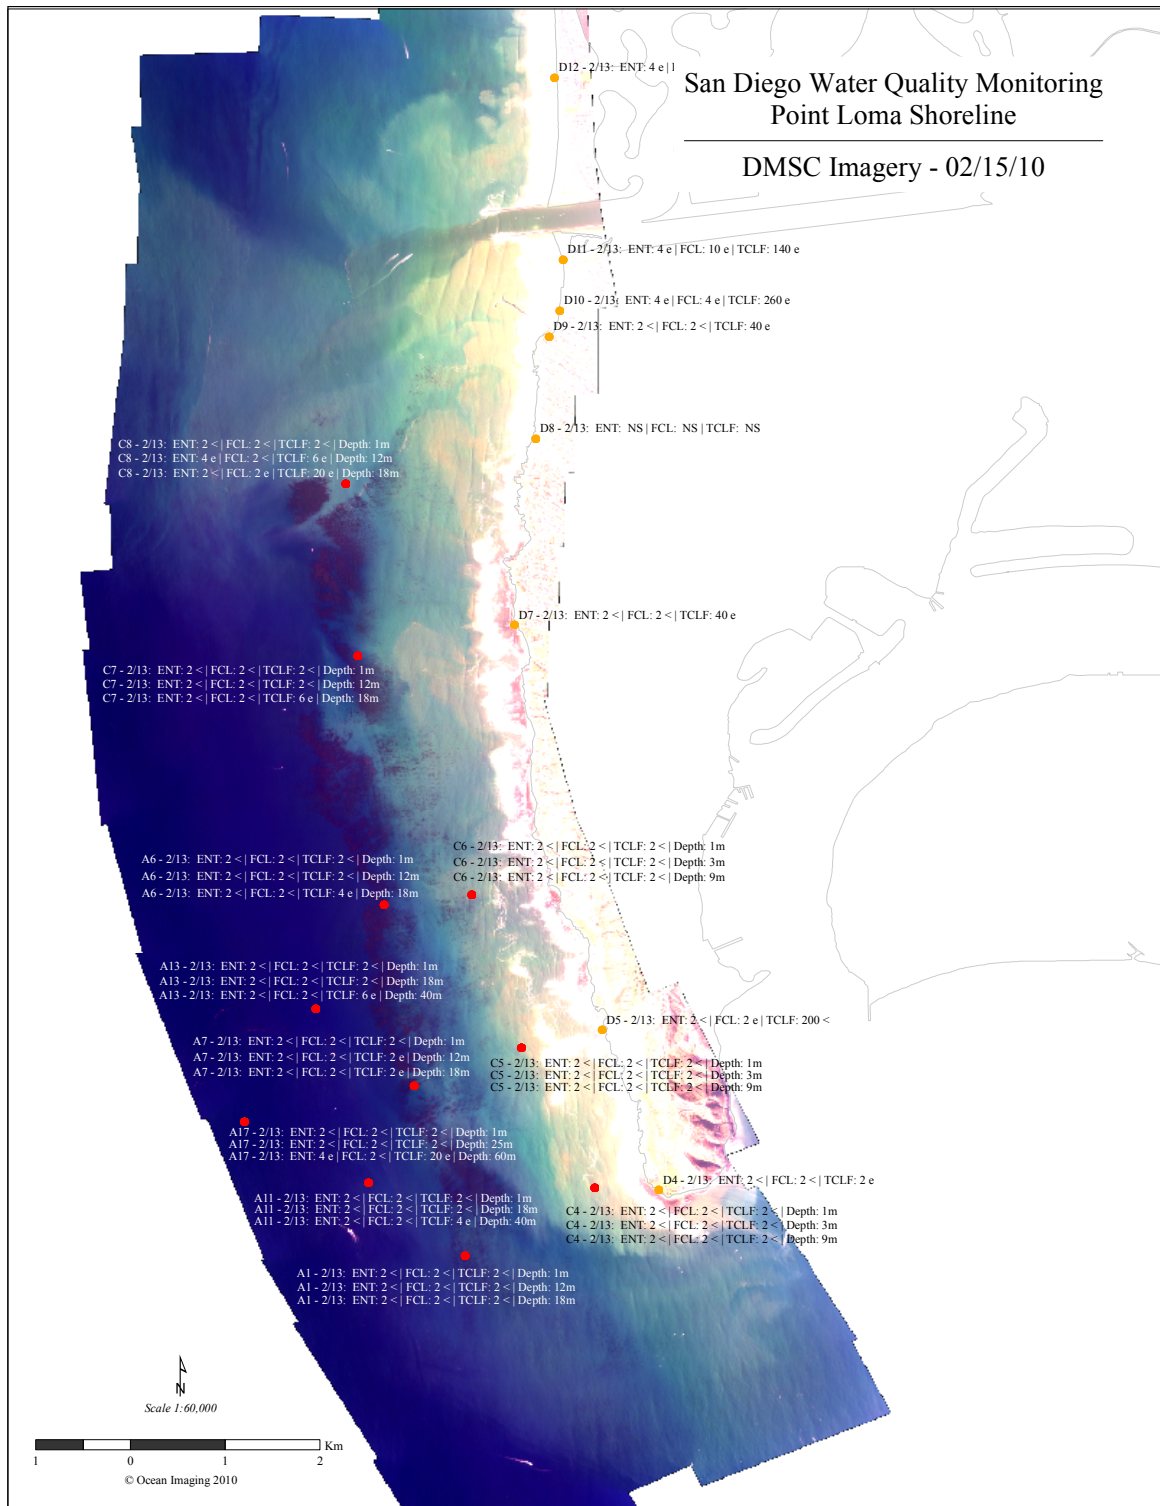 D12 - 2/13: ENT: 4 e |
San Diego Water Quality Monitoring
Point Loma Shoreline
DMSC Imagery - 02/15/10
D11 - 2/13: ENT: 4 e | FCL: 10 e | TCLF: 140 e
D10 - 2/13: ENT: 4 e | FCL: 4 e | TCLF: 260 e
D9 - 2/13: ENT: 2 < | FCL: 2 < | TCLF: 40 e
D8 - 2/13: ENT: NS | FCL: NS | TCLF: NS
C8 - 2/13: ENT: 2 < | FCL: 2 < | TCLF: 2 < | Depth: 1m
C8 - 2/13: ENT: 4 e | FCL: 2 < | TCLF: 6 e | Depth: 12m
C8 - 2/13: ENT: 2 < | FCL: 2 e | TCLF: 20 e | Depth: 18m
D7 - 2/13: ENT: 2 < | FCL: 2 < | TCLF: 40 e
C7 - 2/13: ENT: 2 < | FCL: 2 < | TCLF: 2 < | Depth: 1m
C7 - 2/13: ENT: 2 < | FCL: 2 < | TCLF: 2 < | Depth: 12m
C7 - 2/13: ENT: 2 < | FCL: 2 < | TCLF: 6 e | Depth: 18m
C6 - 2/13: ENT: 2 < | FCL: 2 < | TCLF: 2 < | Depth: 1m
C6 - 2/13: ENT: 2 < | FCL: 2 < | TCLF: 2 < | Depth: 3m
C6 - 2/13: ENT: 2 < | FCL: 2 < | TCLF: 2 < | Depth: 9m
A6 - 2/13: ENT: 2 < | FCL: 2 < | TCLF: 2 < | Depth: 1m
A6 - 2/13: ENT: 2 < | FCL: 2 < | TCLF: 2 < | Depth: 12m
A6 - 2/13: ENT: 2 < | FCL: 2 < | TCLF: 4 e | Depth: 18m
A13 - 2/13: ENT: 2 < | FCL: 2 < | TCLF: 2 < | Depth: 1m
A13 - 2/13: ENT: 2 < | FCL: 2 < | TCLF: 2 < | Depth: 18m
A13 - 2/13: ENT: 2 < | FCL: 2 < | TCLF: 6 e | Depth: 40m
D5 - 2/13: ENT: 2 < | FCL: 2 e | TCLF: 200 <
A7 - 2/13: ENT: 2 < | FCL: 2 < | TCLF: 2 < | Depth: 1m
A7 - 2/13: ENT: 2 < | FCL: 2 < | TCLF: 2 e | Depth: 12m
A7 - 2/13: ENT: 2 < | FCL: 2 < | TCLF: 2 e | Depth: 18m
C5 - 2/13: ENT: 2 < | FCL: 2 < | TCLF: 2 < | Depth: 1m
C5 - 2/13: ENT: 2 < | FCL: 2 < | TCLF: 2 < | Depth: 3m
C5 - 2/13: ENT: 2 < | FCL: 2 < | TCLF: 2 < | Depth: 9m
A17 - 2/13: ENT: 2 < | FCL: 2 < | TCLF: 2 < | Depth: 1m
A17 - 2/13: ENT: 2 < | FCL: 2 < | TCLF: 2 < | Depth: 25m
A17 - 2/13: ENT: 4 e | FCL: 2 < | TCLF: 20 e | Depth: 60m
D4 - 2/13: ENT: 2 < | FCL: 2 < | TCLF: 2 e
A11 - 2/13: ENT: 2 < | FCL: 2 < | TCLF: 2 < | Depth: 1m
A11 - 2/13: ENT: 2 < | FCL: 2 < | TCLF: 2 < | Depth: 18m
A11 - 2/13: ENT: 2 < | FCL: 2 < | TCLF: 4 e | Depth: 40m
C4 - 2/13: ENT: 2 < | FCL: 2 < | TCLF: 2 < | Depth: 1m
C4 - 2/13: ENT: 2 < | FCL: 2 < | TCLF: 2 < | Depth: 3m
C4 - 2/13: ENT: 2 < | FCL: 2 < | TCLF: 2 < | Depth: 9m
A1 - 2/13: ENT: 2 < | FCL: 2 < | TCLF: 2 < | Depth: 1m
A1 - 2/13: ENT: 2 < | FCL: 2 < | TCLF: 2 < | Depth: 12m
A1 - 2/13: ENT: 2 < | FCL: 2 < | TCLF: 2 < | Depth: 18m
N
Scale 1:60,000
Km
1 0 1 2
© Ocean Imaging 2010